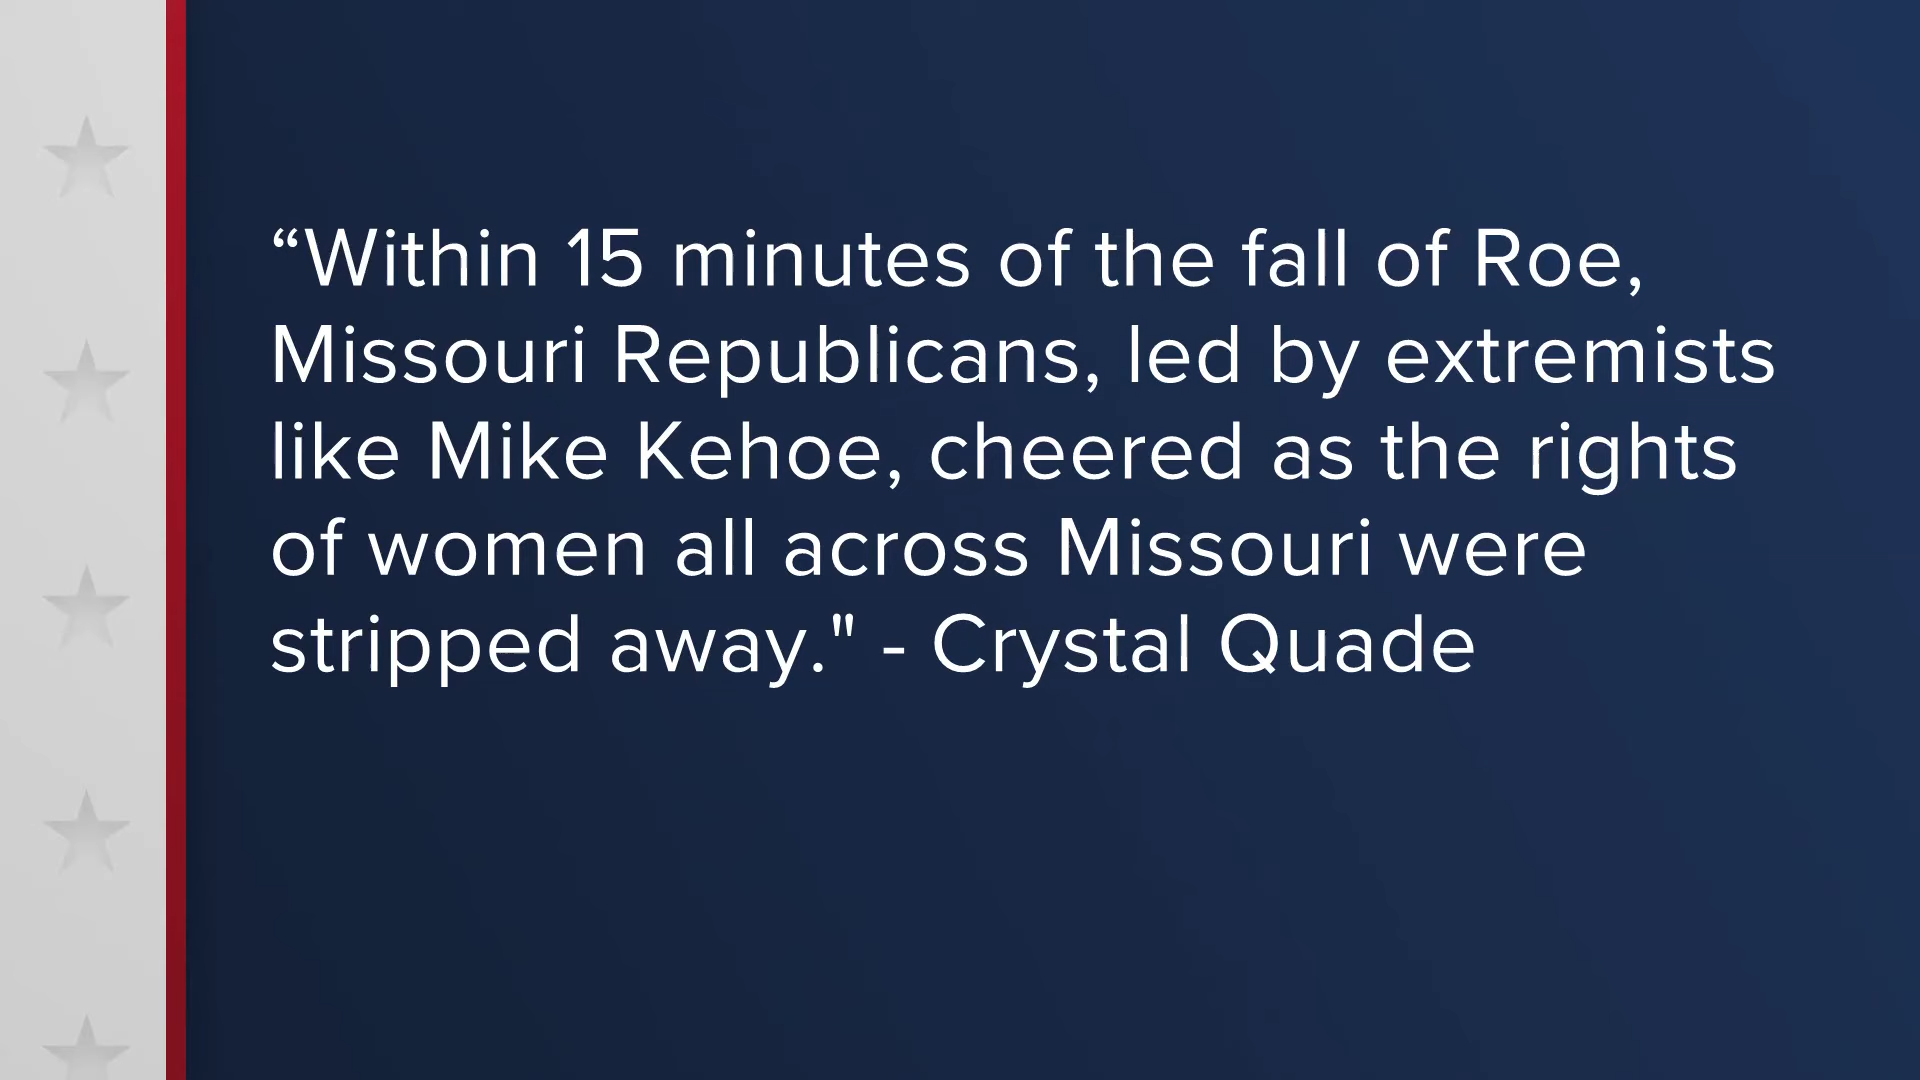 “Within 15 minutes of the fall of Roe,
Missouri Republicans, led by extremists
like Mike Kehoe, cheered as the rights
of women all across Missouri were
stripped away." - Crystal Quade